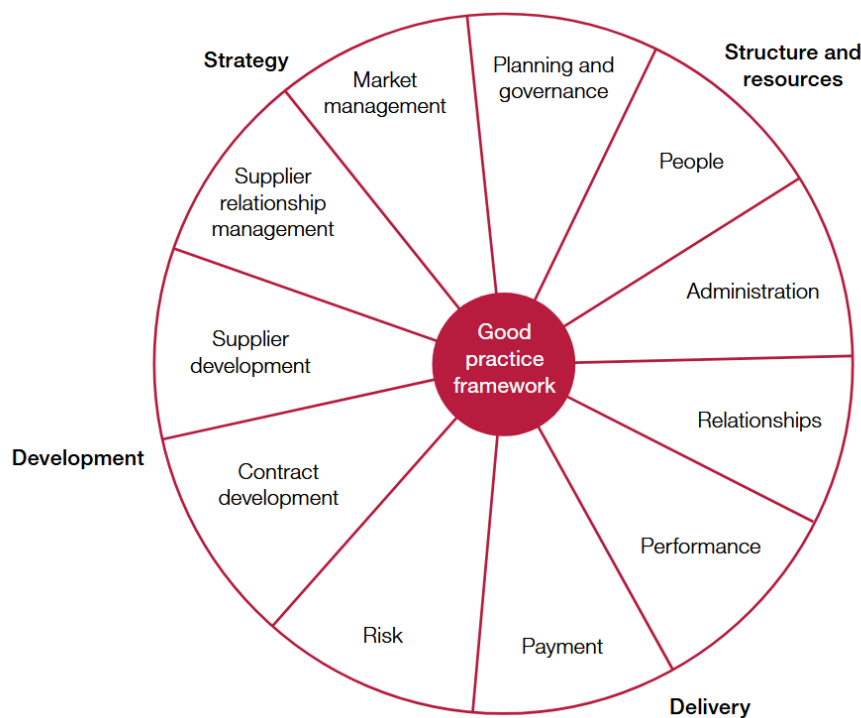 Strategy
Structure and
resources
Market
management
Planning and
governance
People
Supplier
relationship
management
Administration
Good
practice
framework
Supplier
development
Relationships
Development
Contract
development
Performance
Risk
Payment
Delivery